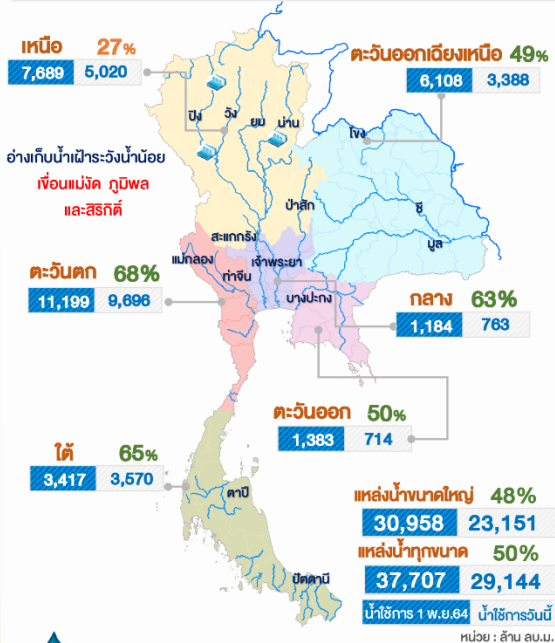 เหนือ 27%
7,689 5,020
ตะวันออกเฉียงเหนือ 49%
6,108 3,388
ปิง วัง ยม น่าน
โขง
อ่างเก็บน้ำเฝ้าระวังน้ำน้อย
เขื่อนแม่งัด ภูมิพล
และสิริกิติ์
ป่าสัก
ชี
มูล
สะแกกรัง
แม่กลอง
ท่าจีน
เจ้าพระยา
บางปะกง
ตะวันตก 68%
11,199 9,696
กลาง 63%
1,184 763
ตะวันออก 50%
1,383 714
ใต้ 65%
3,417 3,570
ตาปี
ปัตตานี
แหล่งน้ำขนาดใหญ่ 48%
30,958 23,151
แหล่งน้ำทุกขนาด 50%
37,707 29,144
น้ำใช้การ 1 พ.ย.64 น้ำใช้การวันนี้
หน่วย : ล้าน ลบ.ม.